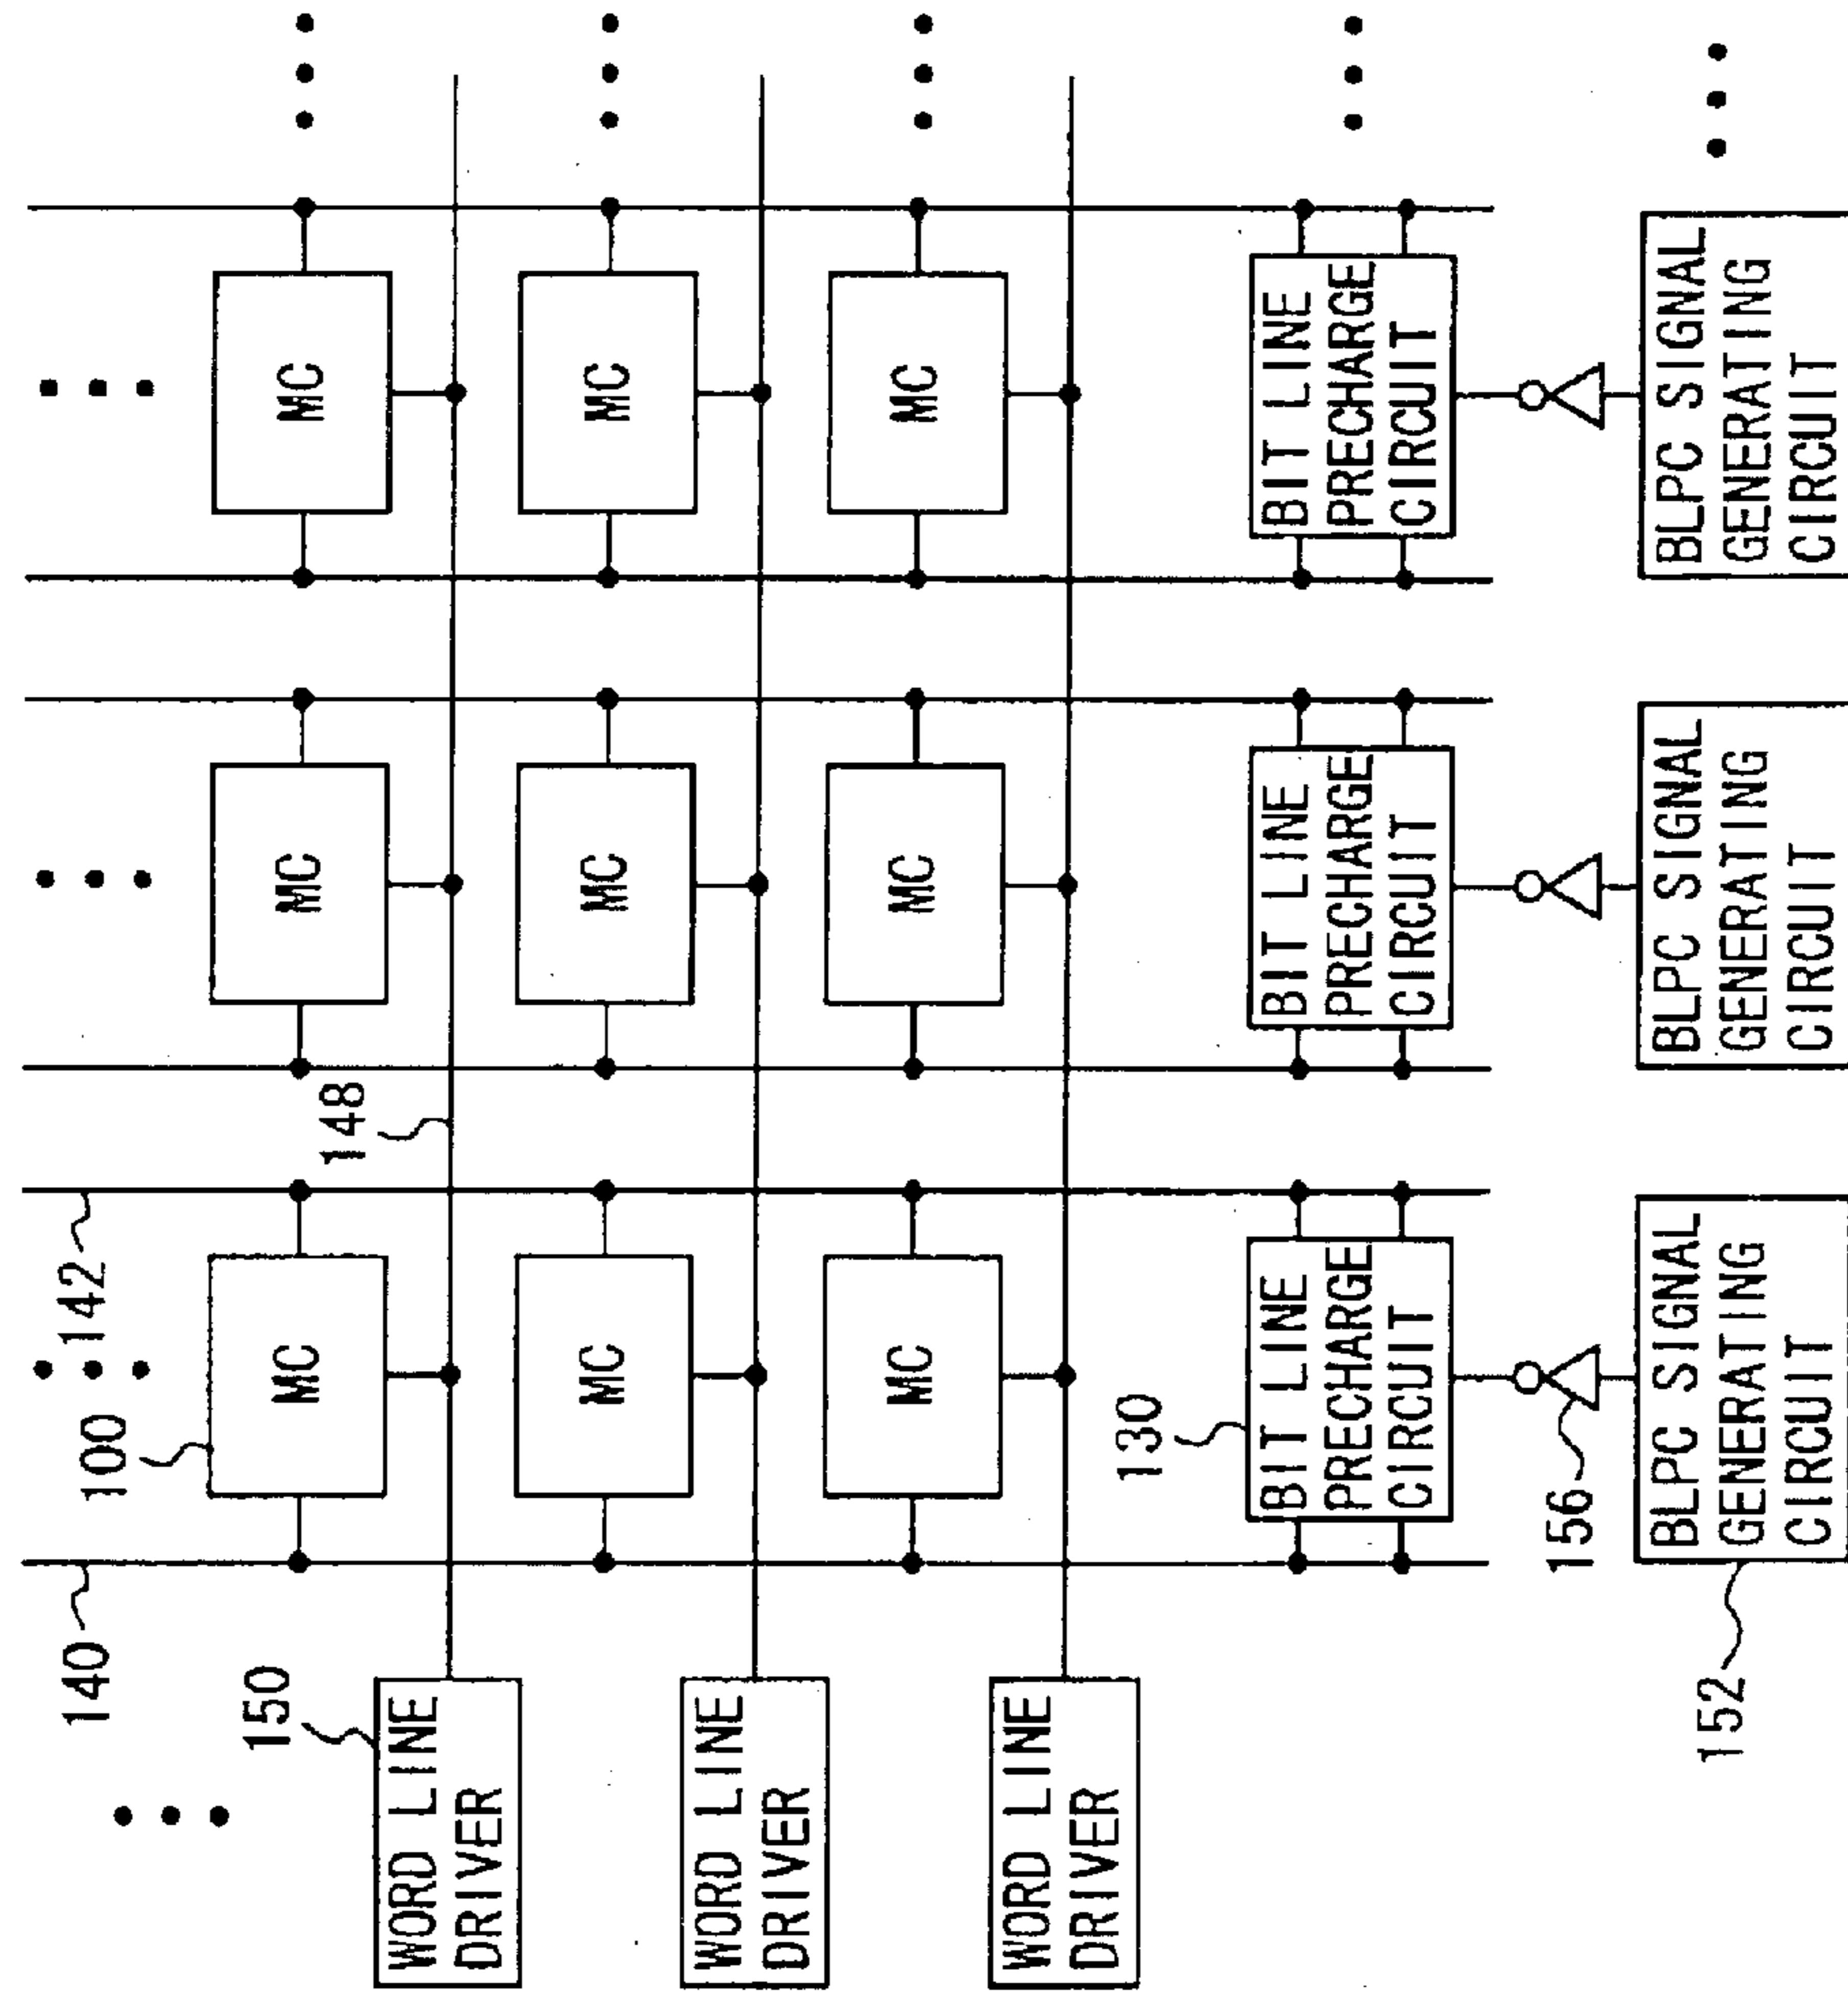 140
100
142
150
148
MC
MC
MC
WORD LINE
DRIVER
MC
MC
MC
WORD LINE
DRIVER
MC
MC
MC
WORD LINE
DRIVER
130
BIT LINE
PRECHARGE
CIRCUIT
BIT LINE
PRECHARGE
CIRCUIT
BIT LINE
PRECHARGE
CIRCUIT
156
152
BLPC SIGNAL
GENERATING
CIRCUIT
BLPC SIGNAL
GENERATING
CIRCUIT
BLPC SIGNAL
GENERATING
CIRCUIT